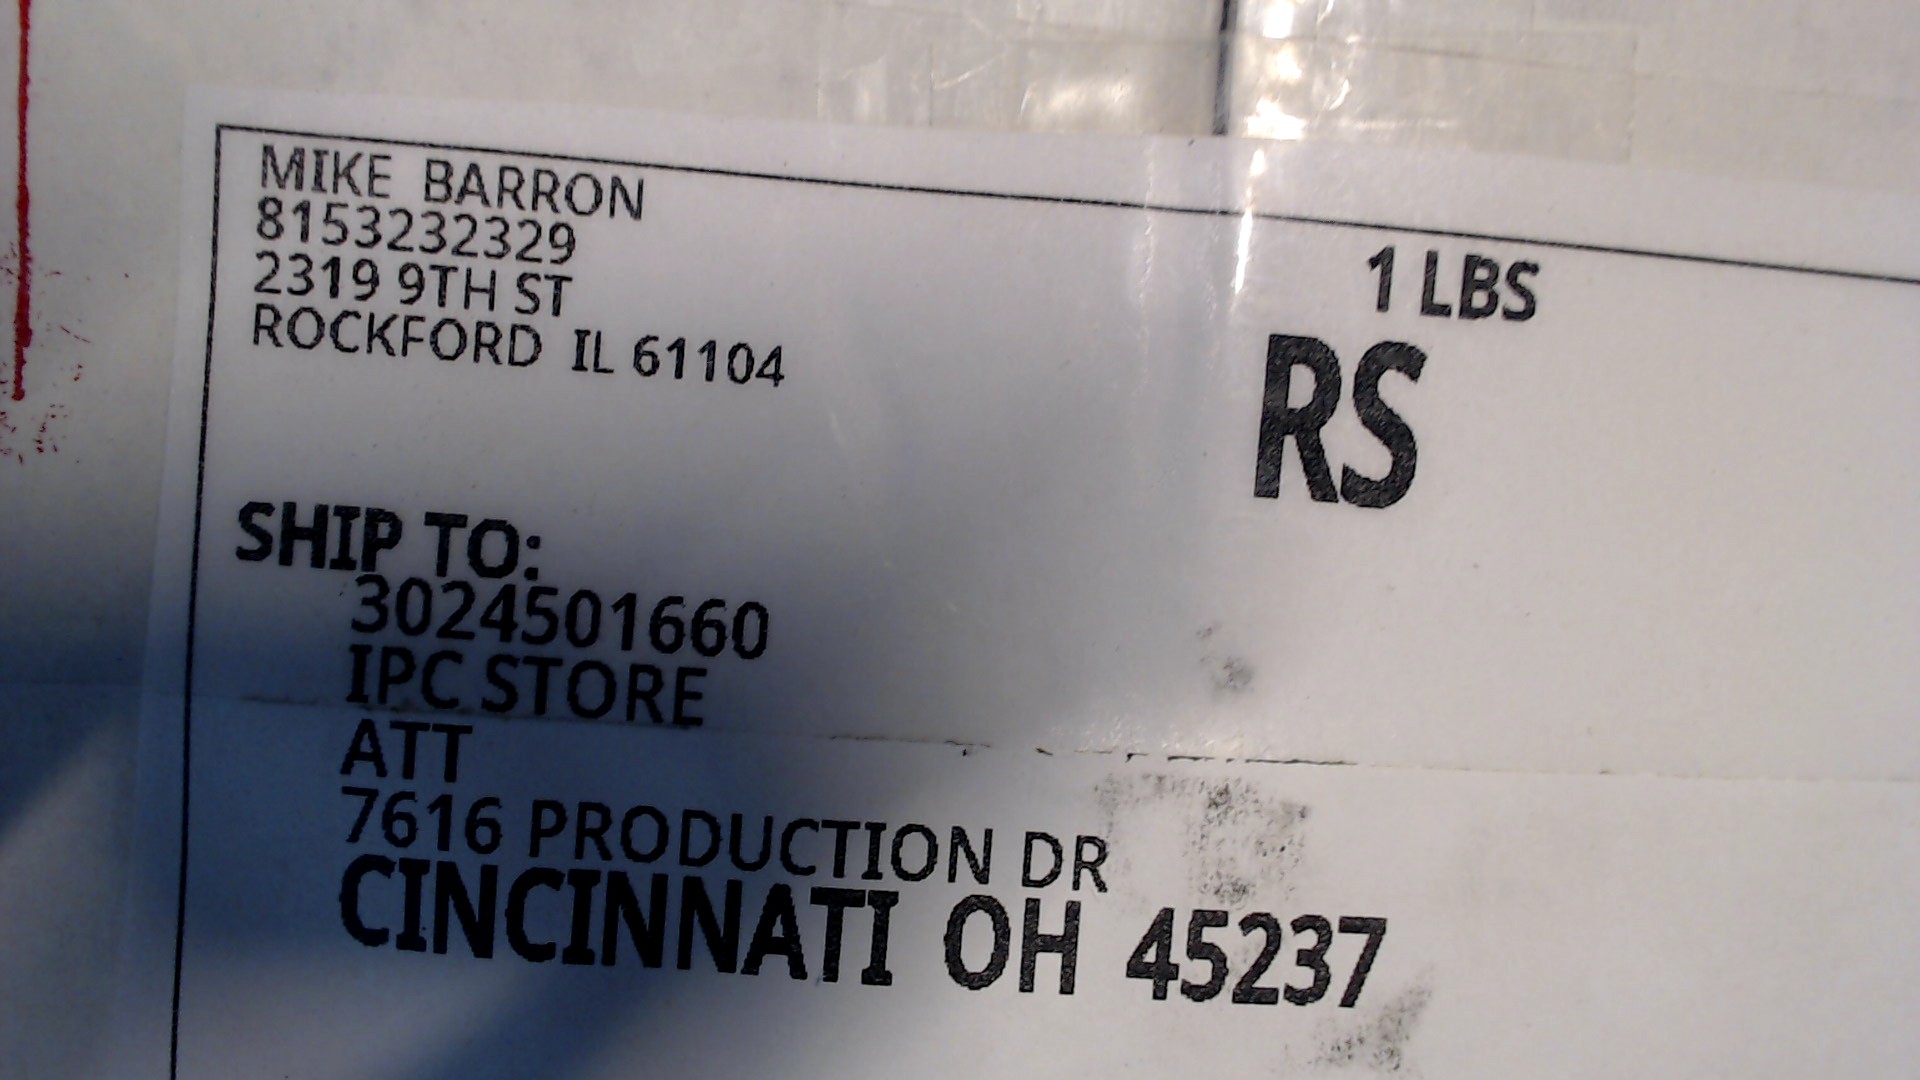 MIKE BARRON
8153232329
2319 9TH ST
ROCKFORD IL 61104
1 LBS
RS
SHIP TO:
3024501660
IPC STORE
ATT
7616 PRODUCTION DR
CINCINNATI OH 45237